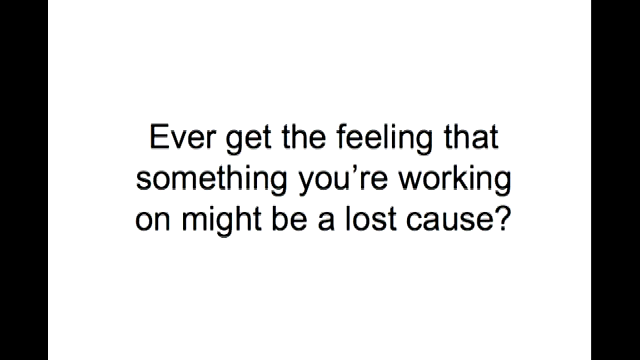 Ever get the feeling that
something you’re working
on might be a lost cause?